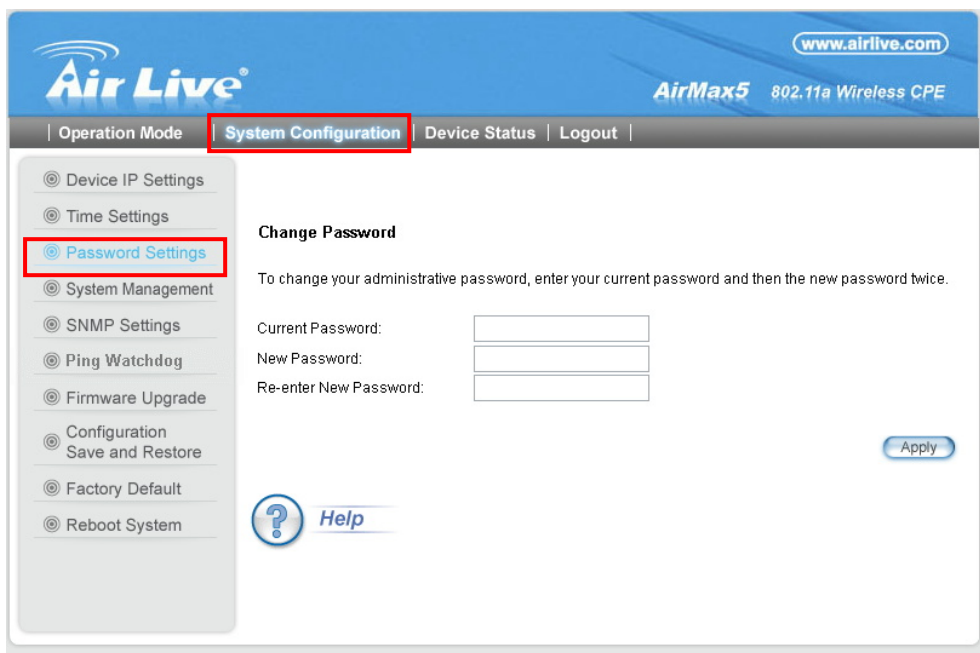 www.airlive.com
Air Live®
AirMax5 802.11a Wireless CPE
| Operation Mode | System Configuration | Device Status | Logout |
Device IP Settings
Time Settings
Password Settings
System Management
SNMP Settings
Ping Watchdog
Firmware Upgrade
Configuration
Save and Restore
Factory Default
Reboot System
Change Password
To change your administrative password, enter your current password and then the new password twice.
Current Password:
New Password:
Re-enter New Password:
Apply
? Help